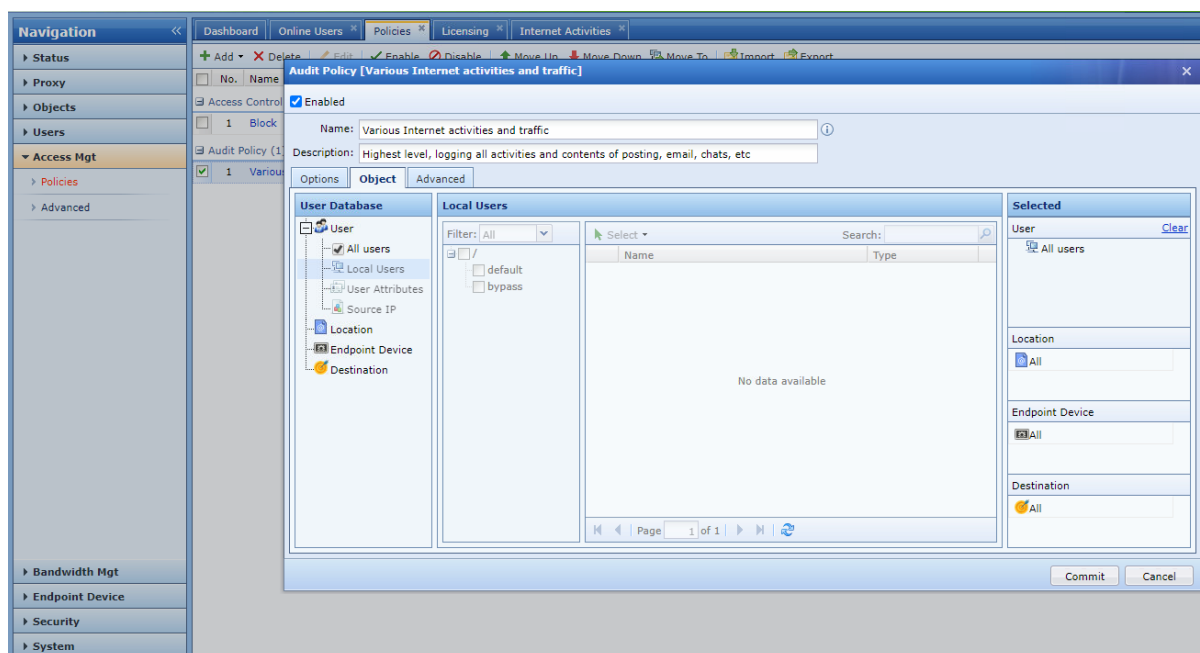 Navigation
Status
Proxy
Objects
Users
Access Mgt
Policies
Advanced
Bandwidth Mgt
Endpoint Device
Security
System
Dashboard Online Users Policies Licensing Internet Activities
Add Delete Edit Enable Disable Move Up Move Down Move To Import Export
No. Name
Access Control
1 Block
Audit Policy (1
1 Variou
Audit Policy [Various Internet activities and traffic]
Enabled
Name: Various Internet activities and traffic
Description: Highest level, logging all activities and contents of posting, email, chats, etc
Options Object Advanced
User Database
User
All users
Local Users
User Attributes
Source IP
Location
Endpoint Device
Destination
Local Users
Filter: All
/
default
bypass
Select Search:
Name Type
No data available
Page 1 of 1
Selected
User Clear
All users
Location
All
Endpoint Device
All
Destination
All
Commit Cancel